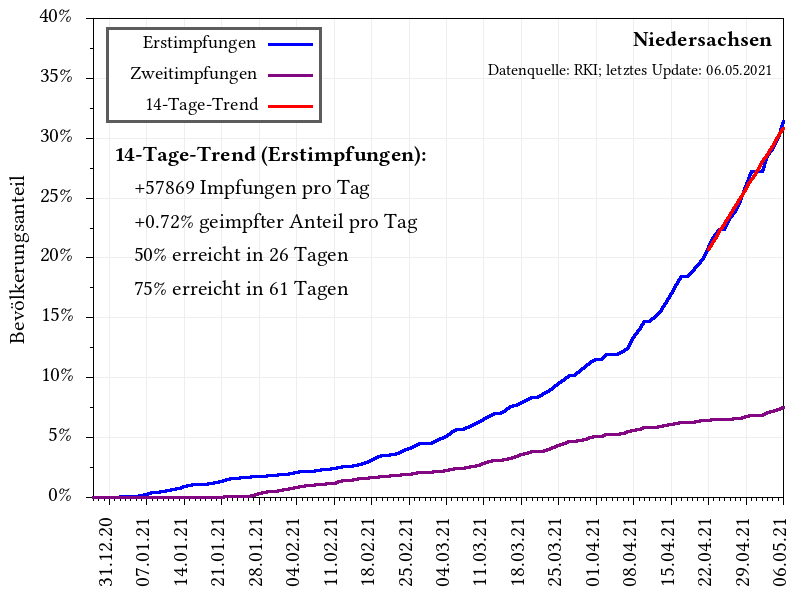 40%
35%
30%
25%
20%
15%
10%
5%
0%
Bevölkerungsanteil
Erstimpfungen
Zweitimpfungen
14-Tage-Trend
Niedersachsen
Datenquelle: RKI; letztes Update: 06.05.2021
14-Tage-Trend (Erstimpfungen):
+57869 Impfungen pro Tag
+0.72% geimpfter Anteil pro Tag
50% erreicht in 26 Tagen
75% erreicht in 61 Tagen
31.12.20
07.01.21
14.01.21
21.01.21
28.01.21
04.02.21
11.02.21
18.02.21
25.02.21
04.03.21
11.03.21
18.03.21
25.03.21
01.04.21
08.04.21
15.04.21
22.04.21
29.04.21
06.05.21